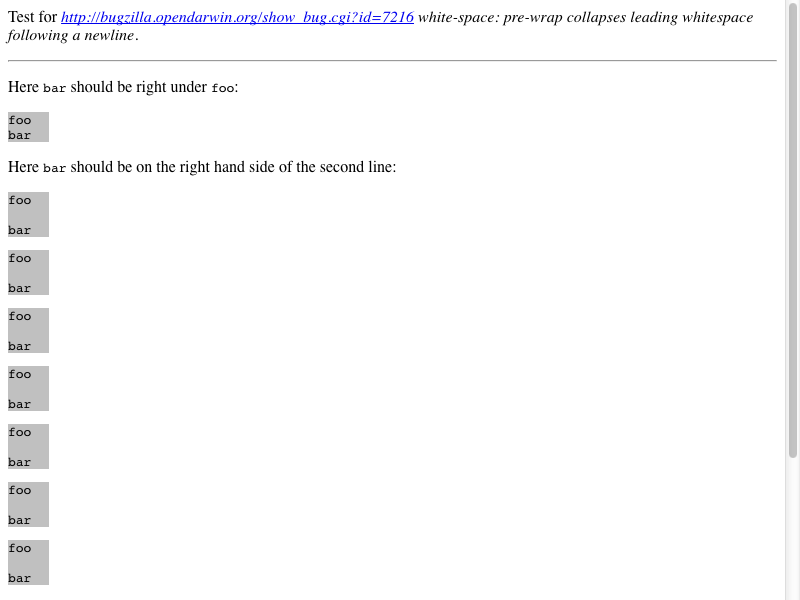 Test for http://bugzilla.opendarwin.org/show_bug.cgi?id=7216 white-space: pre-wrap collapses leading whitespace
following a newline.
Here bar should be right under foo:
foo
bar
Here bar should be on the right hand side of the second line:
foo
bar
foo
bar
foo
bar
foo
bar
foo
bar
foo
bar
foo
bar